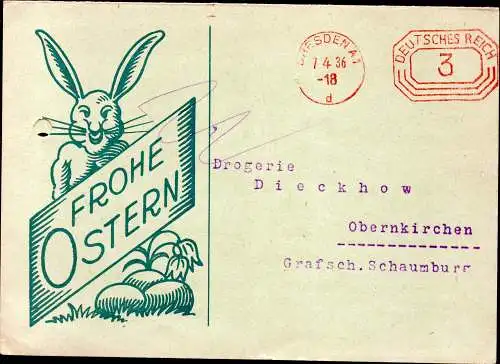 FROHE
OSTERN
DRESDEN A1
7.4.36
-18
d
DEUTSCHES REICH
3
Drogerie
Dieckhow
Obernkirchen
Grafsch. Schaumburg